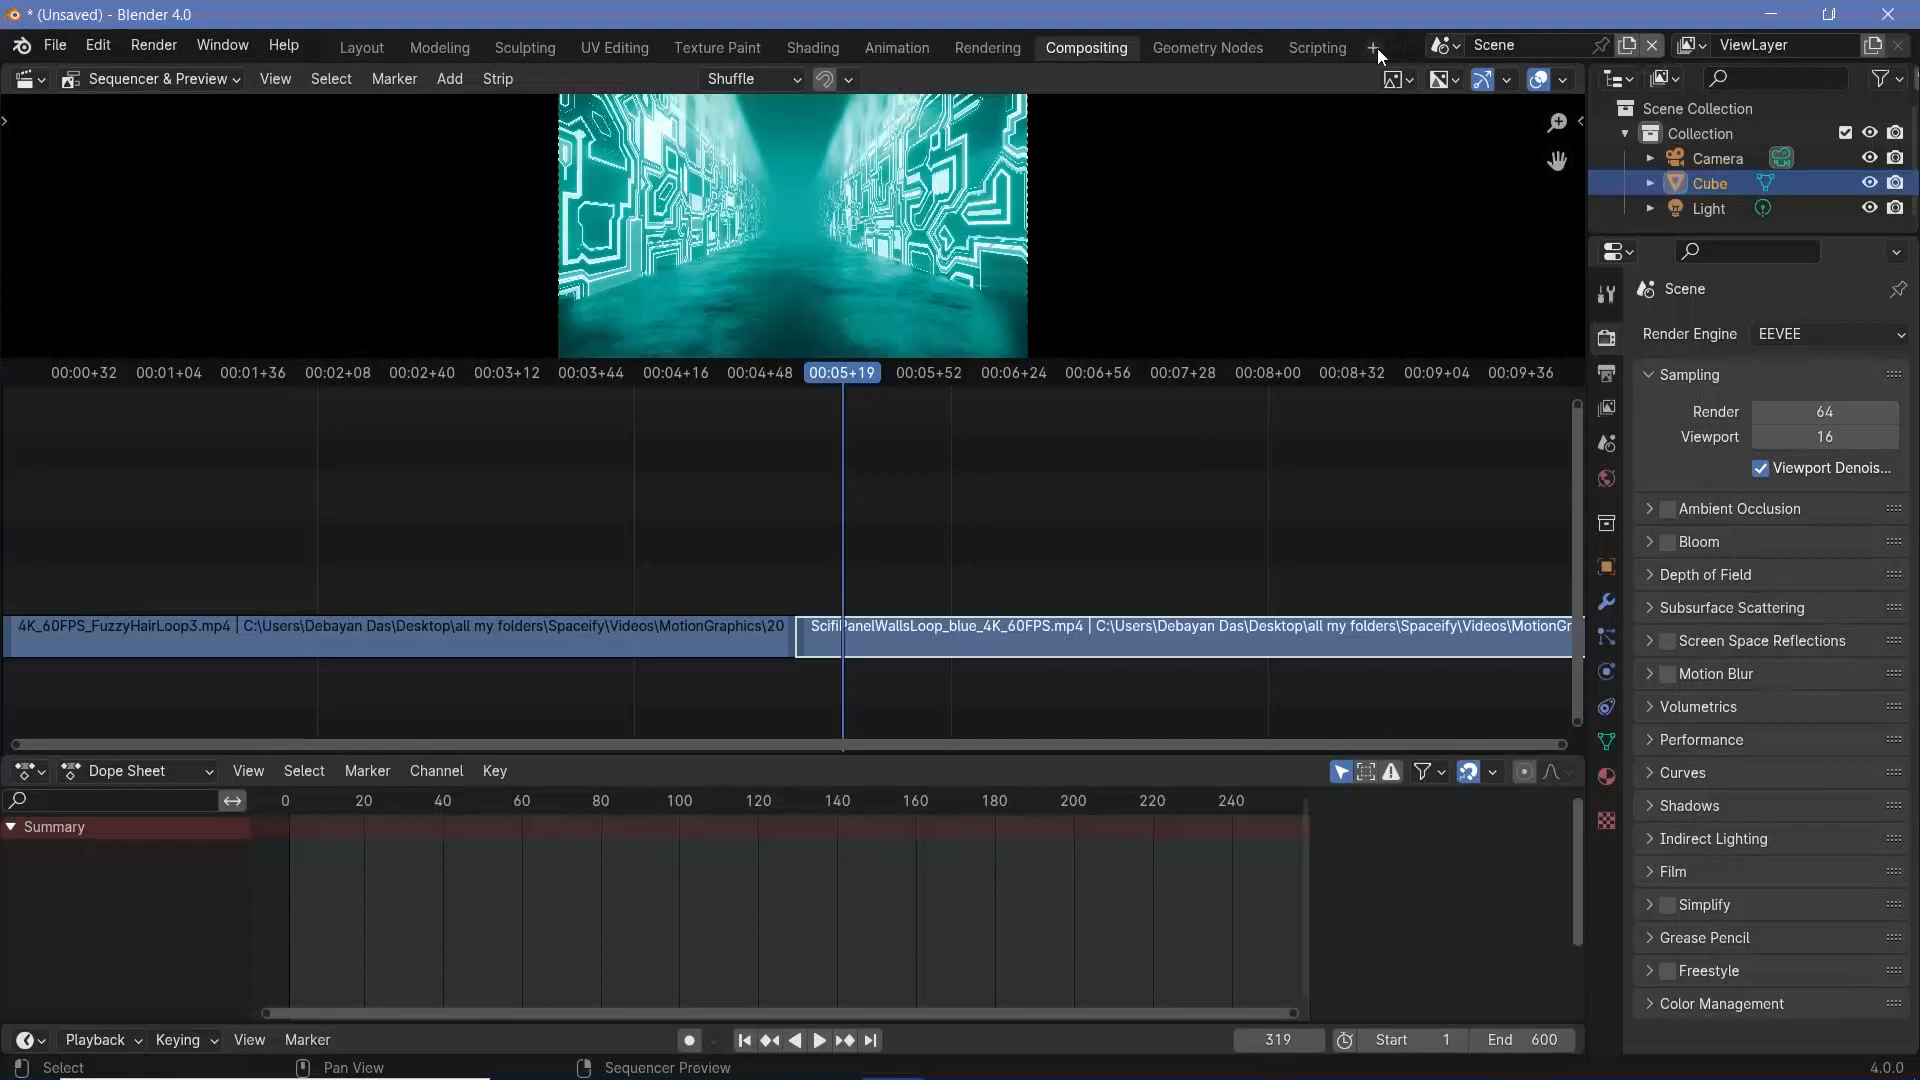 * (Unsaved) - Blender 4.0
File Edit Render Window Help Layout Modeling Sculpting UV Editing Texture Paint Shading Animation Rendering Compositing Geometry Nodes Scripting + Scene ViewLayer
Sequencer & Preview View Select Marker Add Strip Shuffle
Scene Collection
Collection
Camera
Cube
Light
Scene
Render Engine EEVEE
Sampling
Render 64
Viewport 16
Viewport Denois...
Ambient Occlusion
Bloom
Depth of Field
Subsurface Scattering
Screen Space Reflections
Motion Blur
Volumetrics
Performance
Curves
Shadows
Indirect Lighting
Film
Simplify
Grease Pencil
Freestyle
Color Management
00:00+32 00:01+04 00:01+36 00:02+08 00:02+40 00:03+12 00:03+44 00:04+16 00:04+48 00:05+19 00:05+52 00:06+24 00:06+56 00:07+28 00:08+00 00:08+32 00:09+04 00:09+36
4K_60FPS_FuzzyHairLoop3.mp4 | C:\Users\Debayan Das\Desktop\all my folders\Spaceify\Videos\MotionGraphics\20
ScifiPanelWallsLoop_blue_4K_60FPS.mp4 | C:\Users\Debayan Das\Desktop\all my folders\Spaceify\Videos\MotionGr
Dope Sheet View Select Marker Channel Key
0 20 40 60 80 100 120 140 160 180 200 220 240
Summary
Playback Keying View Marker 319 Start 1 End 600
Select Pan View Sequencer Preview 4.0.0